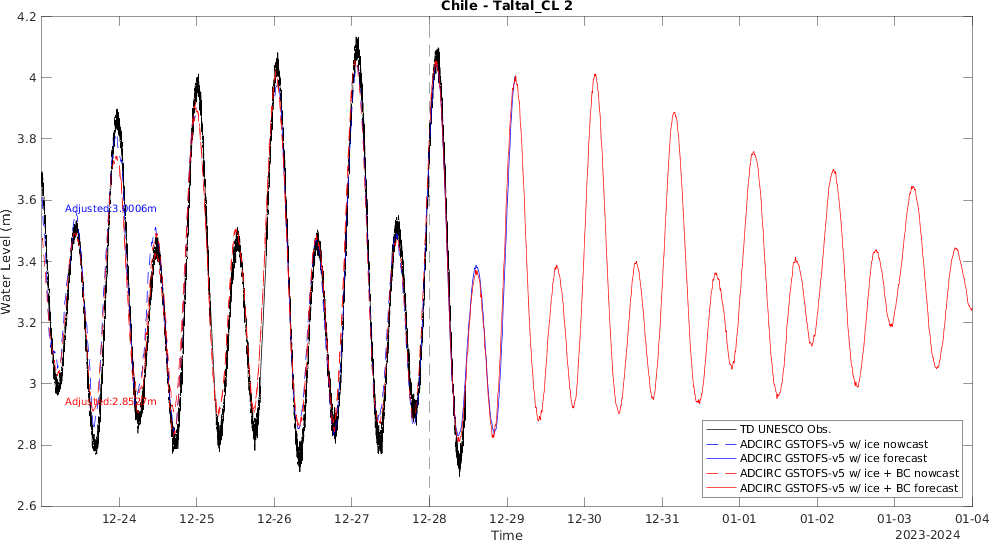 Chile - Taltal_CL 2
Water Level (m)
4.2
4
3.8
3.6
3.4
3.2
3
2.8
2.6
Adjusted:3.0006m
TD UNESCO Obs.
ADCIRC GSTOFS-v5 w/ ice nowcast
ADCIRC GSTOFS-v5 w/ ice forecast
ADCIRC GSTOFS-v5 w/ ice + BC nowcast
ADCIRC GSTOFS-v5 w/ ice + BC forecast
12-24 12-25 12-26 12-27 12-28 12-29 12-30 12-31 01-01 01-02 01-03 01-04
Time
2023-2024